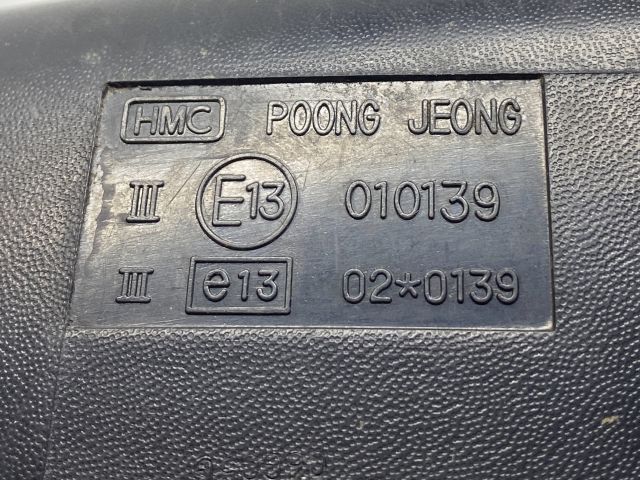 HMC POONG JEONG
III E13 010139
III e13 02*0139